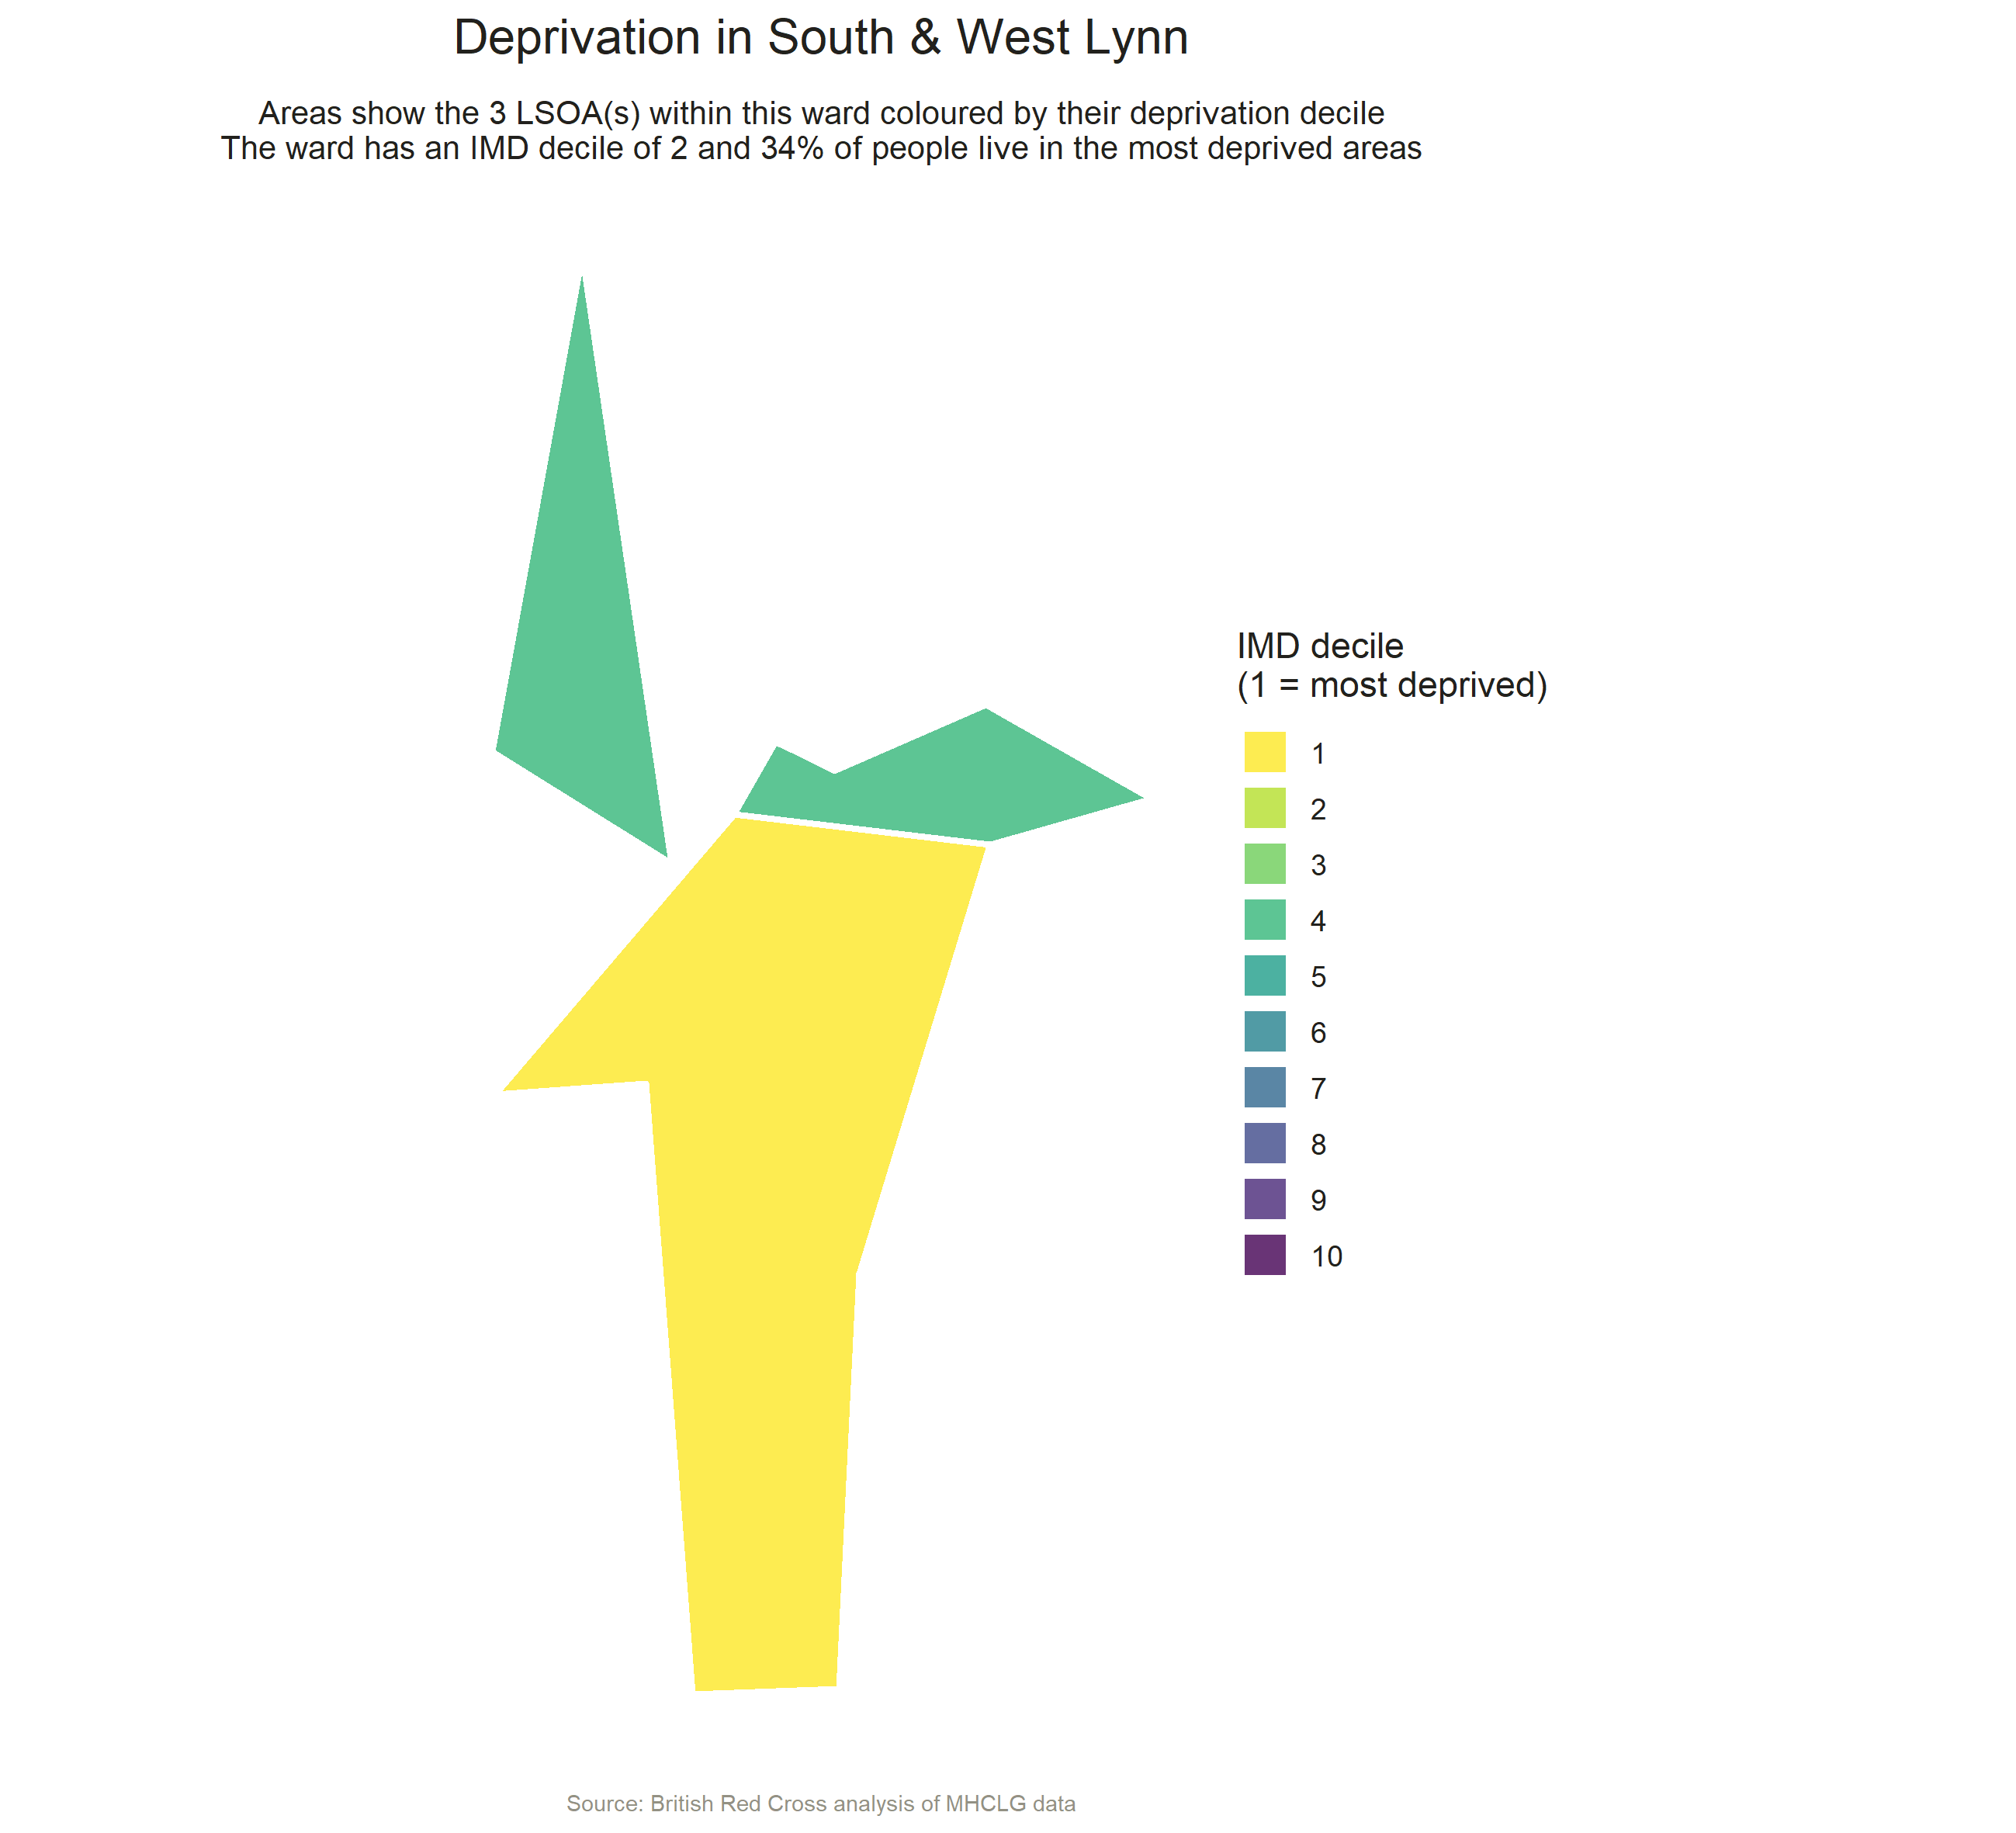 Deprivation in South & West Lynn
Areas show the 3 LSOA(s) within this ward coloured by their deprivation decile
The ward has an IMD decile of 2 and 34% of people live in the most deprived areas
IMD decile
(1 = most deprived)
1
2
3
4
5
6
7
8
9
10
Source: British Red Cross analysis of MHCLG data